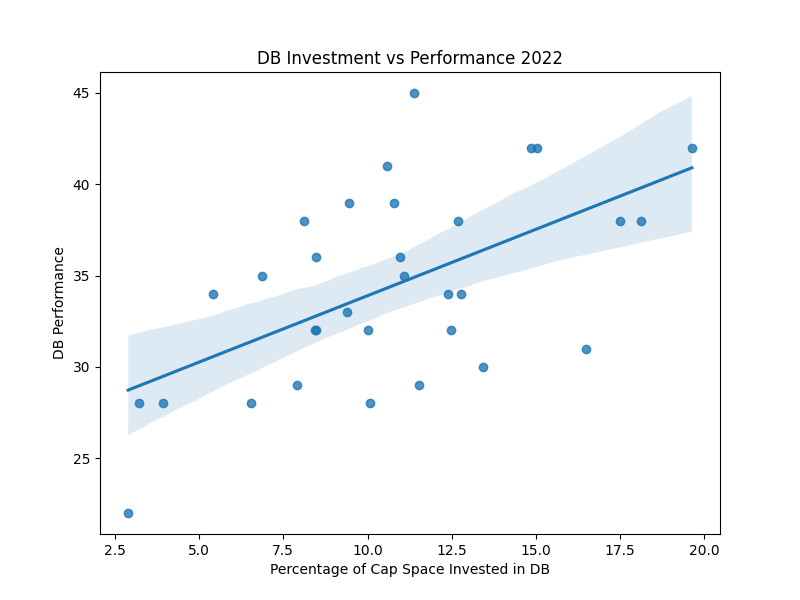 DB Investment vs Performance 2022
45
40
35
30
25
DB Performance
2.5 5.0 7.5 10.0 12.5 15.0 17.5 20.0
Percentage of Cap Space Invested in DB